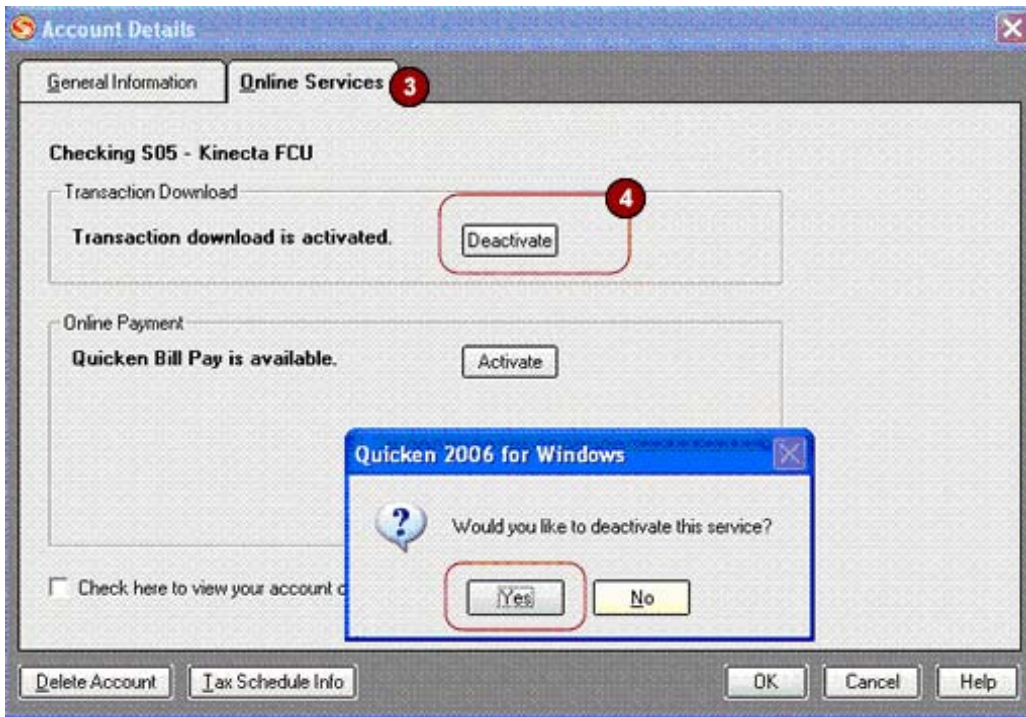 Account Details
General Information
Online Services
3
Checking S05 - Kinecta FCU
Transaction Download
4
Transaction download is activated.
Deactivate
Online Payment
Quicken Bill Pay is available.
Activate
Quicken 2006 for Windows
Would you like to deactivate this service?
Yes
No
Check here to view your account
Delete Account
Tax Schedule Info
OK
Cancel
Help